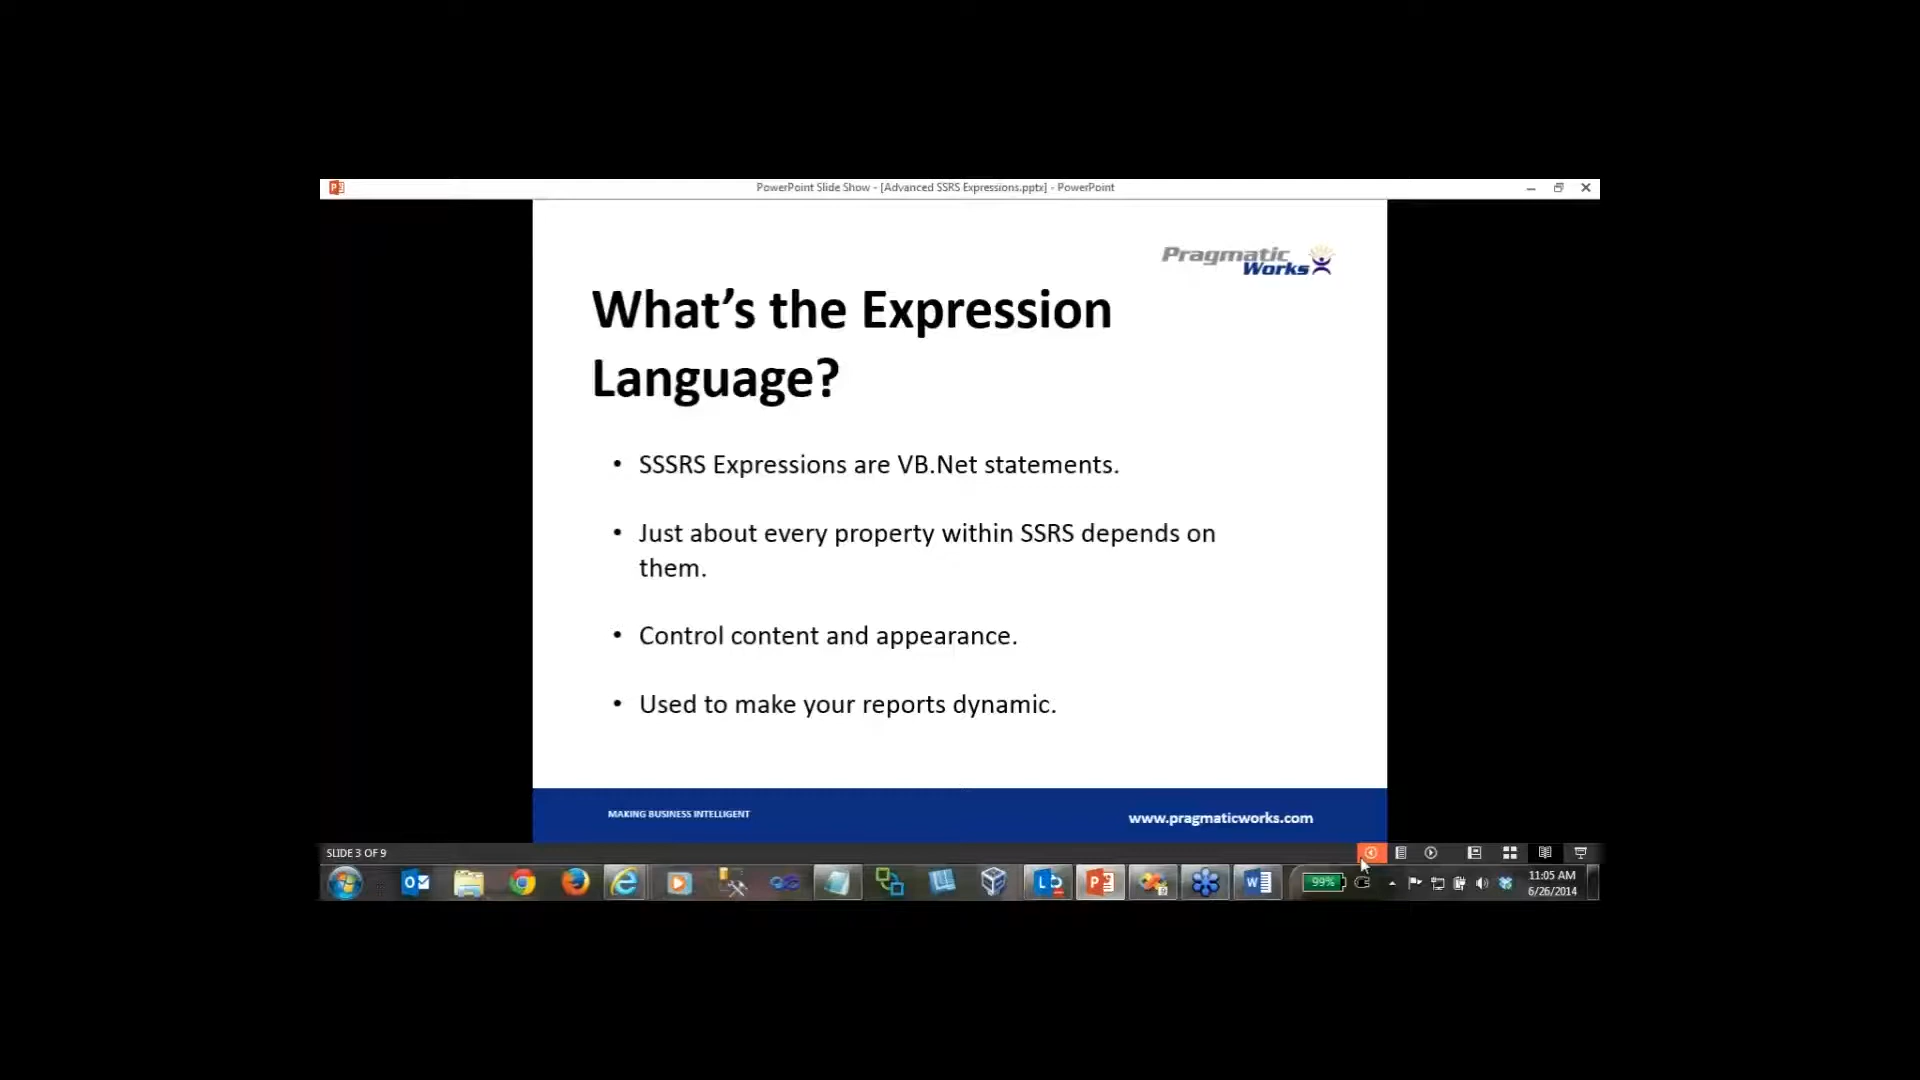 PowerPoint Slide Show - [Advanced SSRS Expressions.pptx] - PowerPoint
Pragmatic
Works
What's the Expression
Language?
• SSSRS Expressions are VB.Net statements.
• Just about every property within SSRS depends on
them.
• Control content and appearance.
• Used to make your reports dynamic.
MAKING BUSINESS INTELLIGENT
www.pragmaticworks.com
SLIDE 3 OF 9
99%
11:05 AM
6/26/2014